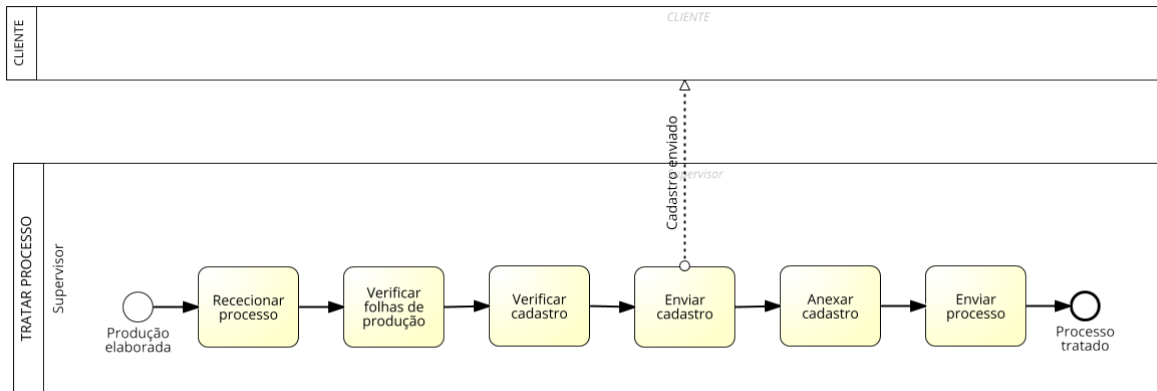 CLIENTE
CLIENTE
Cadastro enviado
Supervisor
TRATAR PROCESSO
Supervisor
Produção
elaborada
Rececionar
processo
Verificar
folhas de
produção
Verificar
cadastro
Enviar
cadastro
Anexar
cadastro
Enviar
processo
Processo
tratado